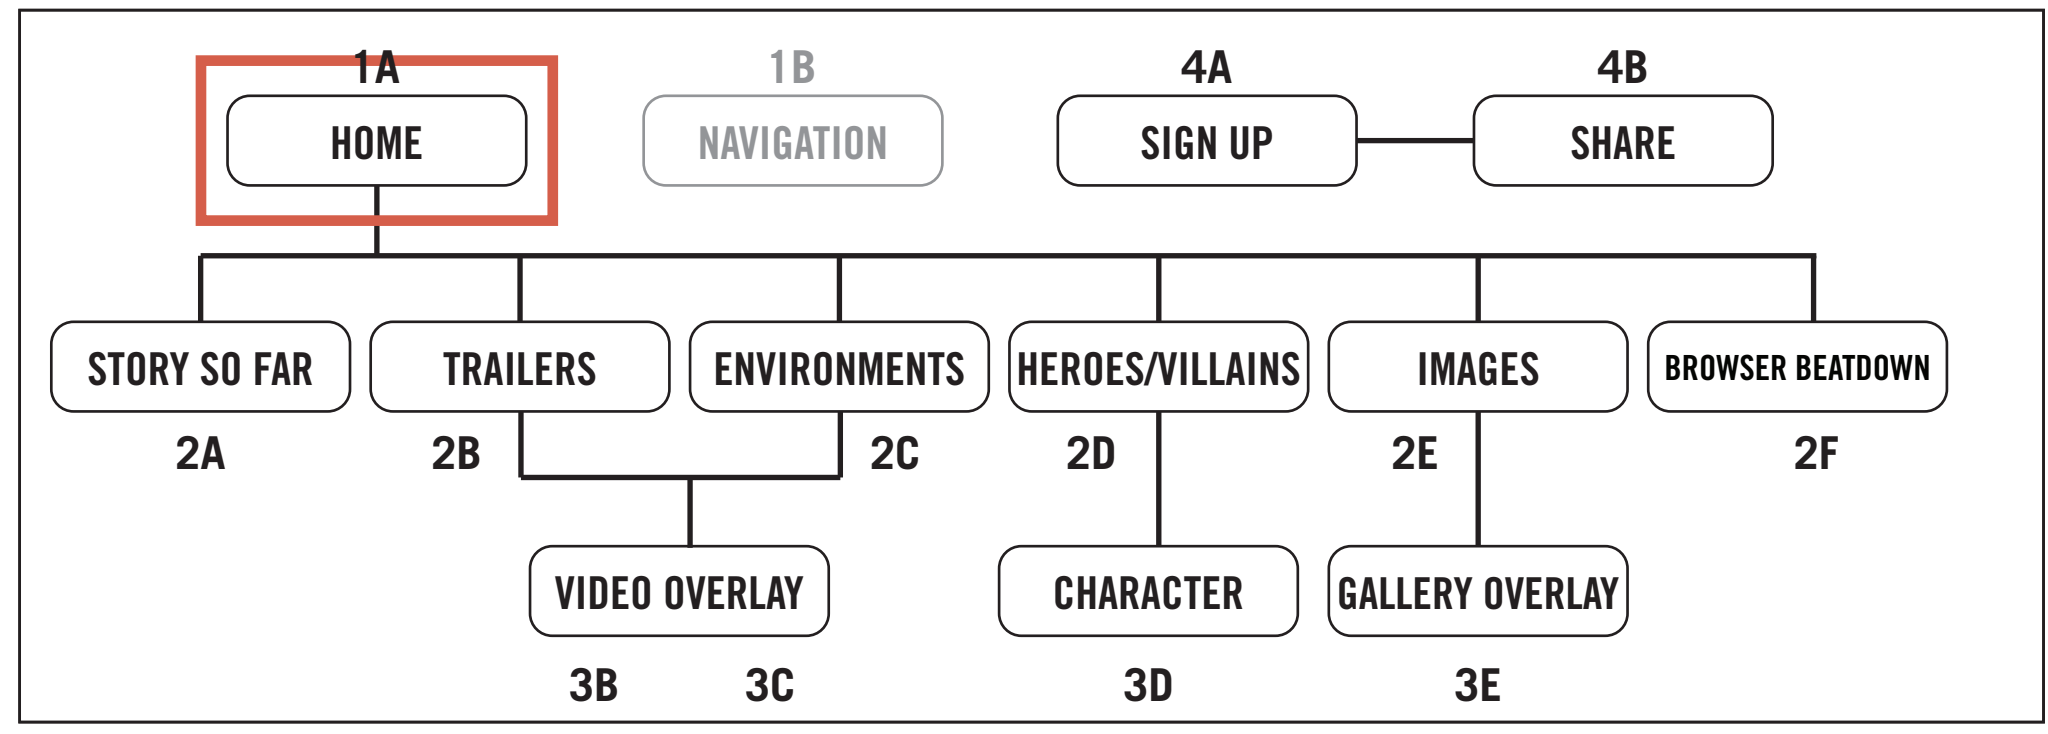 1A
1B
4A
4B
HOME
NAVIGATION
SIGN UP
SHARE
STORY SO FAR
TRAILERS
ENVIRONMENTS
HEROES/VILLAINS
IMAGES
BROWSER BEATDOWN
2A
2B
2C
2D
2E
2F
VIDEO OVERLAY
CHARACTER
GALLERY OVERLAY
3B
3C
3D
3E